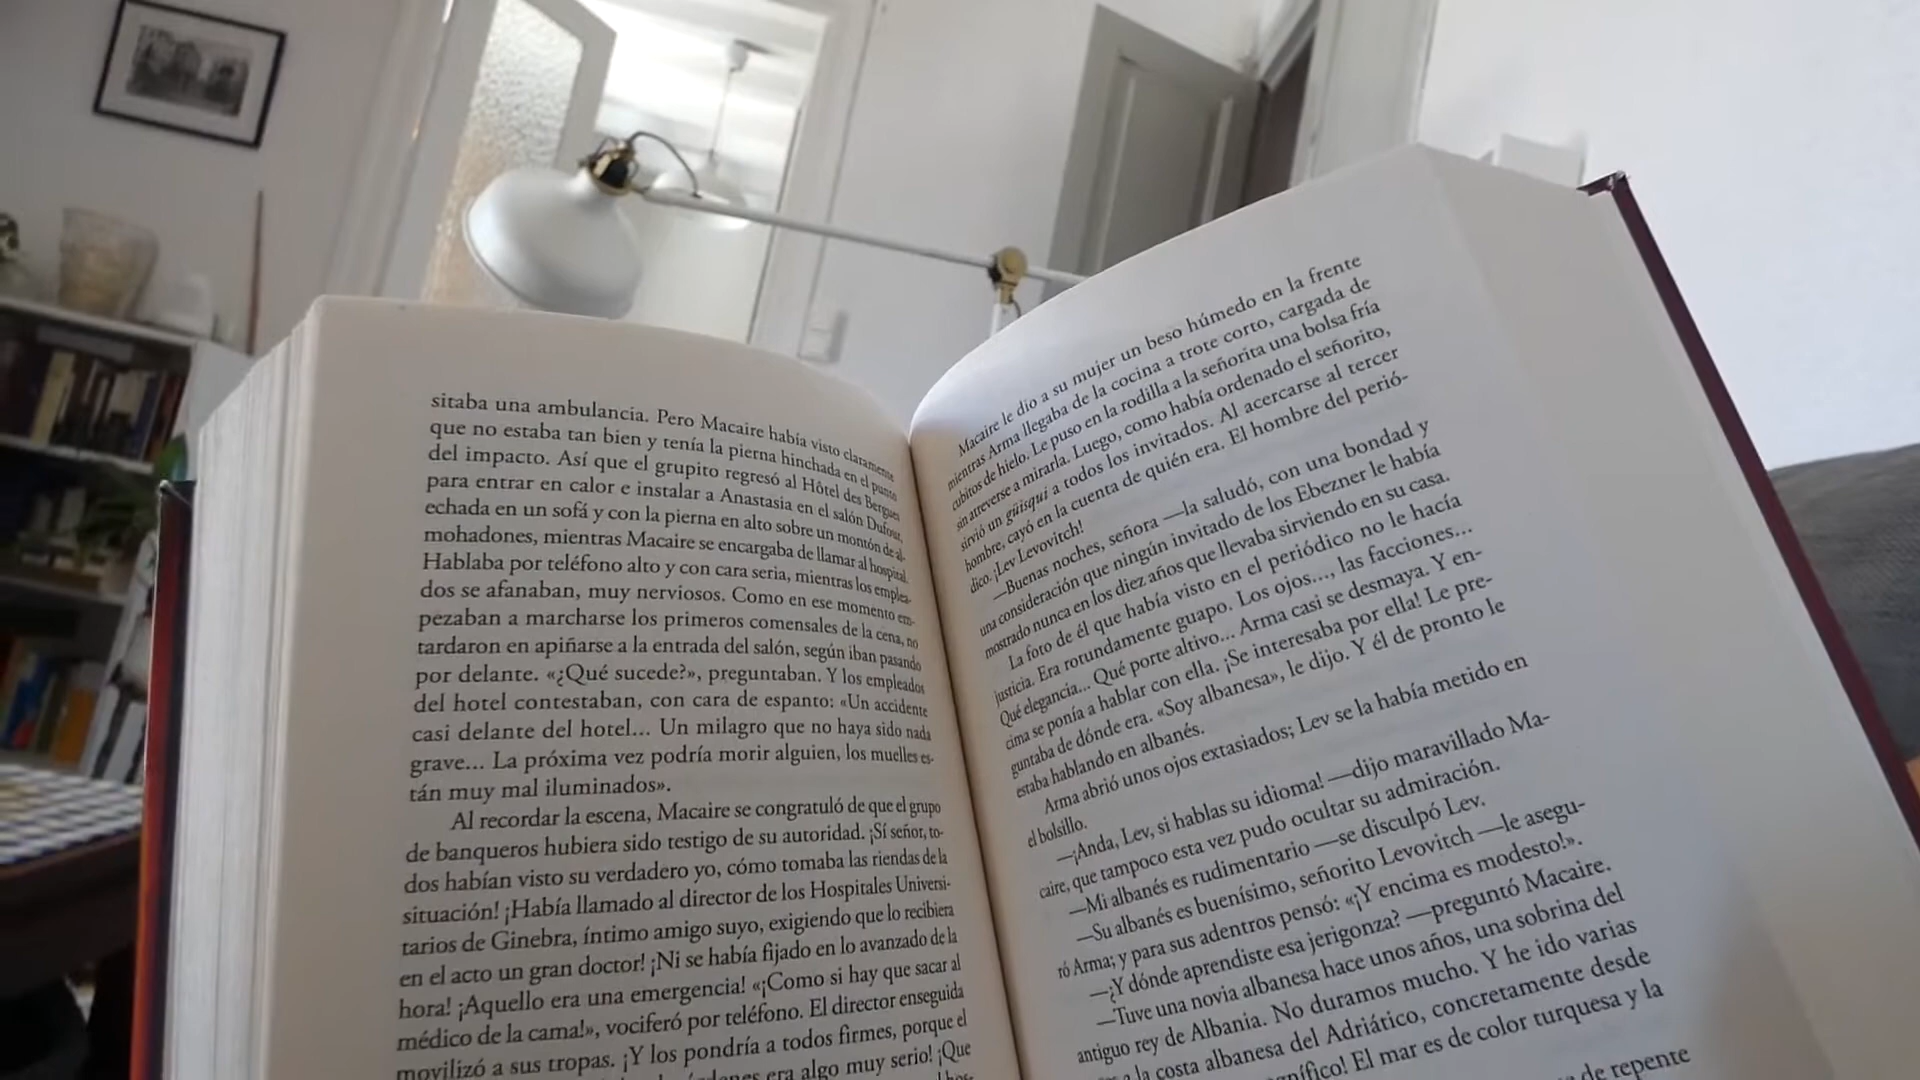 sitaba una ambulancia. Pero Macaire había visto claramente
que no estaba tan bien y tenía la pierna hinchada en el punto
del impacto. Así que el grupito regresó al Hôtel des Bergues
para entrar en calor e instalar a Anastasia en el salón Dufour,
echada en un sofá y con la pierna en alto sobre un montón de al-
mohadones, mientras Macaire se encargaba de llamar al hospital.
Hablaba por teléfono alto y con cara seria, mientras los emplea-
dos se afanaban, muy nerviosos. Como en ese momento em-
pezaban a marcharse los primeros comensales de la cena, no
tardaron en apiñarse a la entrada del salón, según iban pasando
por delante. «¿Qué sucede?», preguntaban. Y los empleados
del hotel contestaban, con cara de espanto: «Un accidente
casi delante del hotel... Un milagro que no haya sido nada
grave... La próxima vez podría morir alguien, los muelles es-
tán muy mal iluminados».
Al recordar la escena, Macaire se congratuló de que el grupo
de banqueros hubiera sido testigo de su autoridad. ¡Sí señor, to-
dos habían visto su verdadero yo, cómo tomaba las riendas de la
situación! ¡Había llamado al director de los Hospitales Universi-
tarios de Ginebra, íntimo amigo suyo, exigiendo que lo recibiera
en el acto un gran doctor! ¡Ni se había fijado en lo avanzado de la
hora! ¡Aquello era una emergencia! «¡Como si hay que sacar al
médico de la cama!», vociferó por teléfono. El director enseguida
movilizó a sus tropas. ¡Y los pondría a todos firmes, porque el
era algo muy serio! ¡Que
Macaire le dio a su mujer un beso húmedo en la frente
mientras Arma llegaba de la cocina a trote corto, cargada de
cubitos de hielo. Le puso en la rodilla a la señorita una bolsa fría
sin atreverse a mirarla. Luego, como había ordenado el señorito,
sirvió un güisqui a todos los invitados. Al acercarse al tercer
hombre, cayó en la cuenta de quién era. El hombre del perió-
dico. ¡Lev Levovitch!
—Buenas noches, señora —la saludó, con una bondad y
una consideración que ningún invitado de los Ebezner le había
mostrado nunca en los diez años que llevaba sirviendo en su casa.
La foto de él que había visto en el periódico no le hacía
justicia. Era rotundamente guapo. Los ojos..., las facciones...
Qué elegancia... Qué porte altivo... Arma casi se desmaya. Y en-
cima se ponía a hablar con ella. ¡Se interesaba por ella! Le pre-
guntaba de dónde era. «Soy albanesa», le dijo. Y él de pronto le
estaba hablando en albanés.
Arma abrió unos ojos extasiados; Lev se la había metido en
el bolsillo.
—¡Anda, Lev, si hablas su idioma! —dijo maravillado Ma-
caire, que tampoco esta vez pudo ocultar su admiración.
—Mi albanés es rudimentario —se disculpó Lev.
—Su albanés es buenísimo, señorito Levovitch —le asegu-
ró Arma; y para sus adentros pensó: «¡Y encima es modesto!».
—¿Y dónde aprendiste esa jerigonza? —preguntó Macaire.
—Tuve una novia albanesa hace unos años, una sobrina del
antiguo rey de Albania. No duramos mucho. Y he ido varias
a la costa albanesa del Adriático, concretamente desde
El mar es de color turquesa y la
de repente